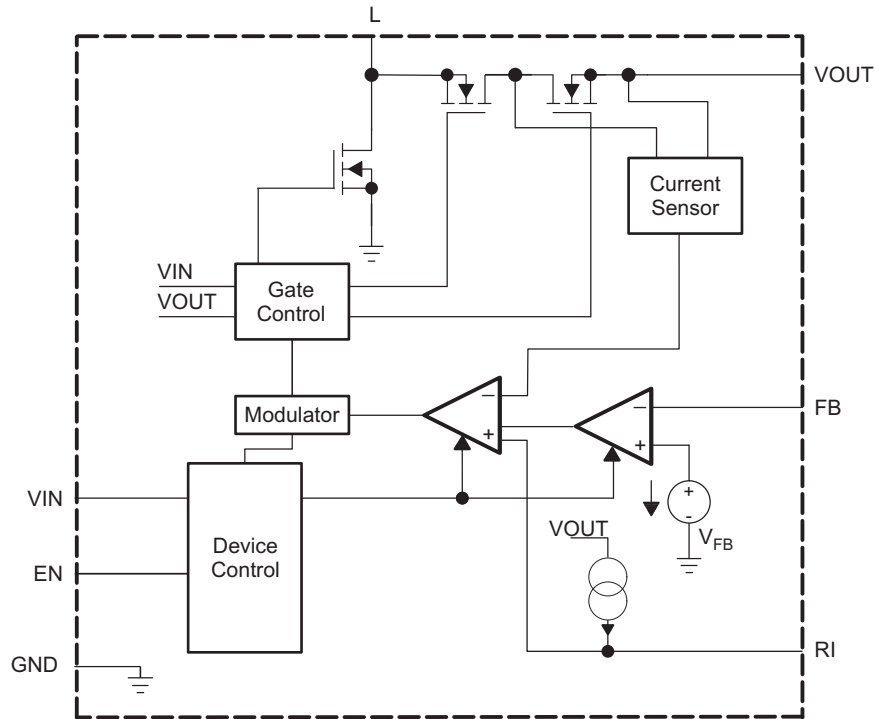 L
VOUT
Current
Sensor
VIN
VOUT
Gate
Control
Modulator
−
+
−
+
FB
VIN
EN
Device
Control
+
-
VFB
VOUT
GND
RI